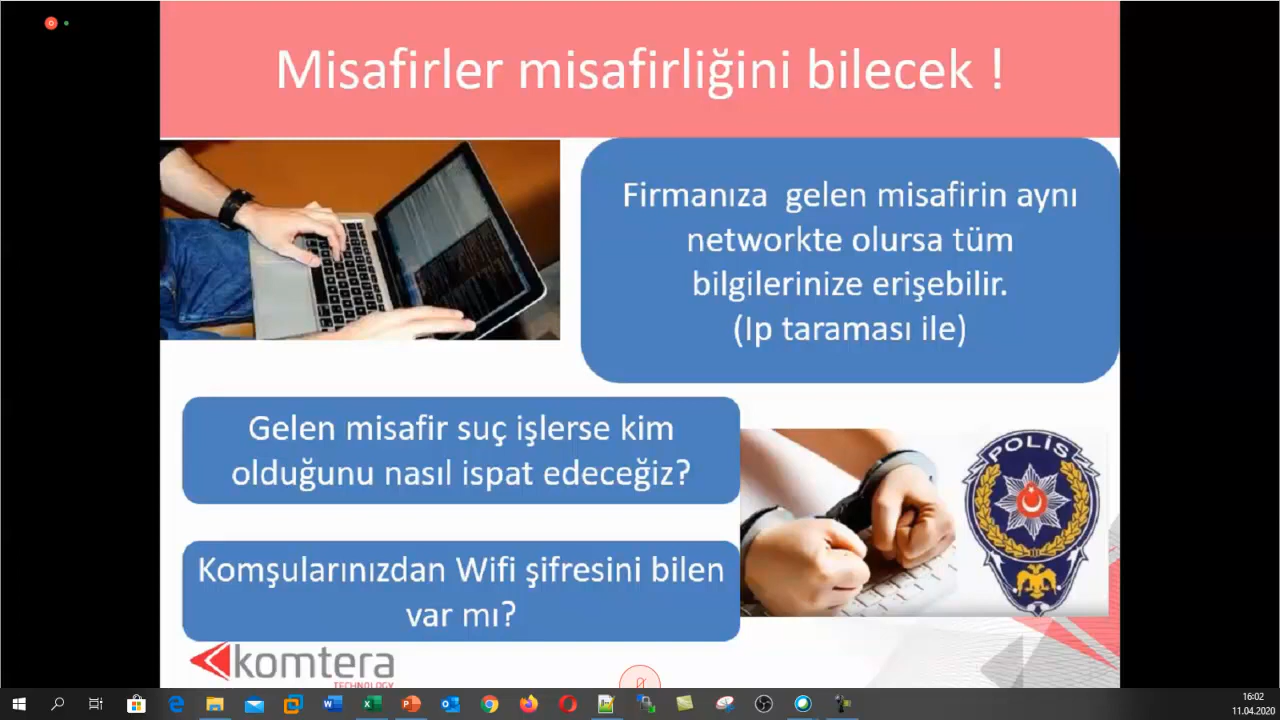 Misafirler misafirliğini bilecek !
Firmanıza  gelen misafirin aynı
networkte olursa tüm
bilgilerinize erişebilir.
(Ip taraması ile)
Gelen misafir suç işlerse kim
olduğunu nasıl ispat edeceğiz?
POLİS
Komşularınızdan Wifi şifresini bilen
var mı?
komtera
TECHNOLOGY
16:02
11.04.2020